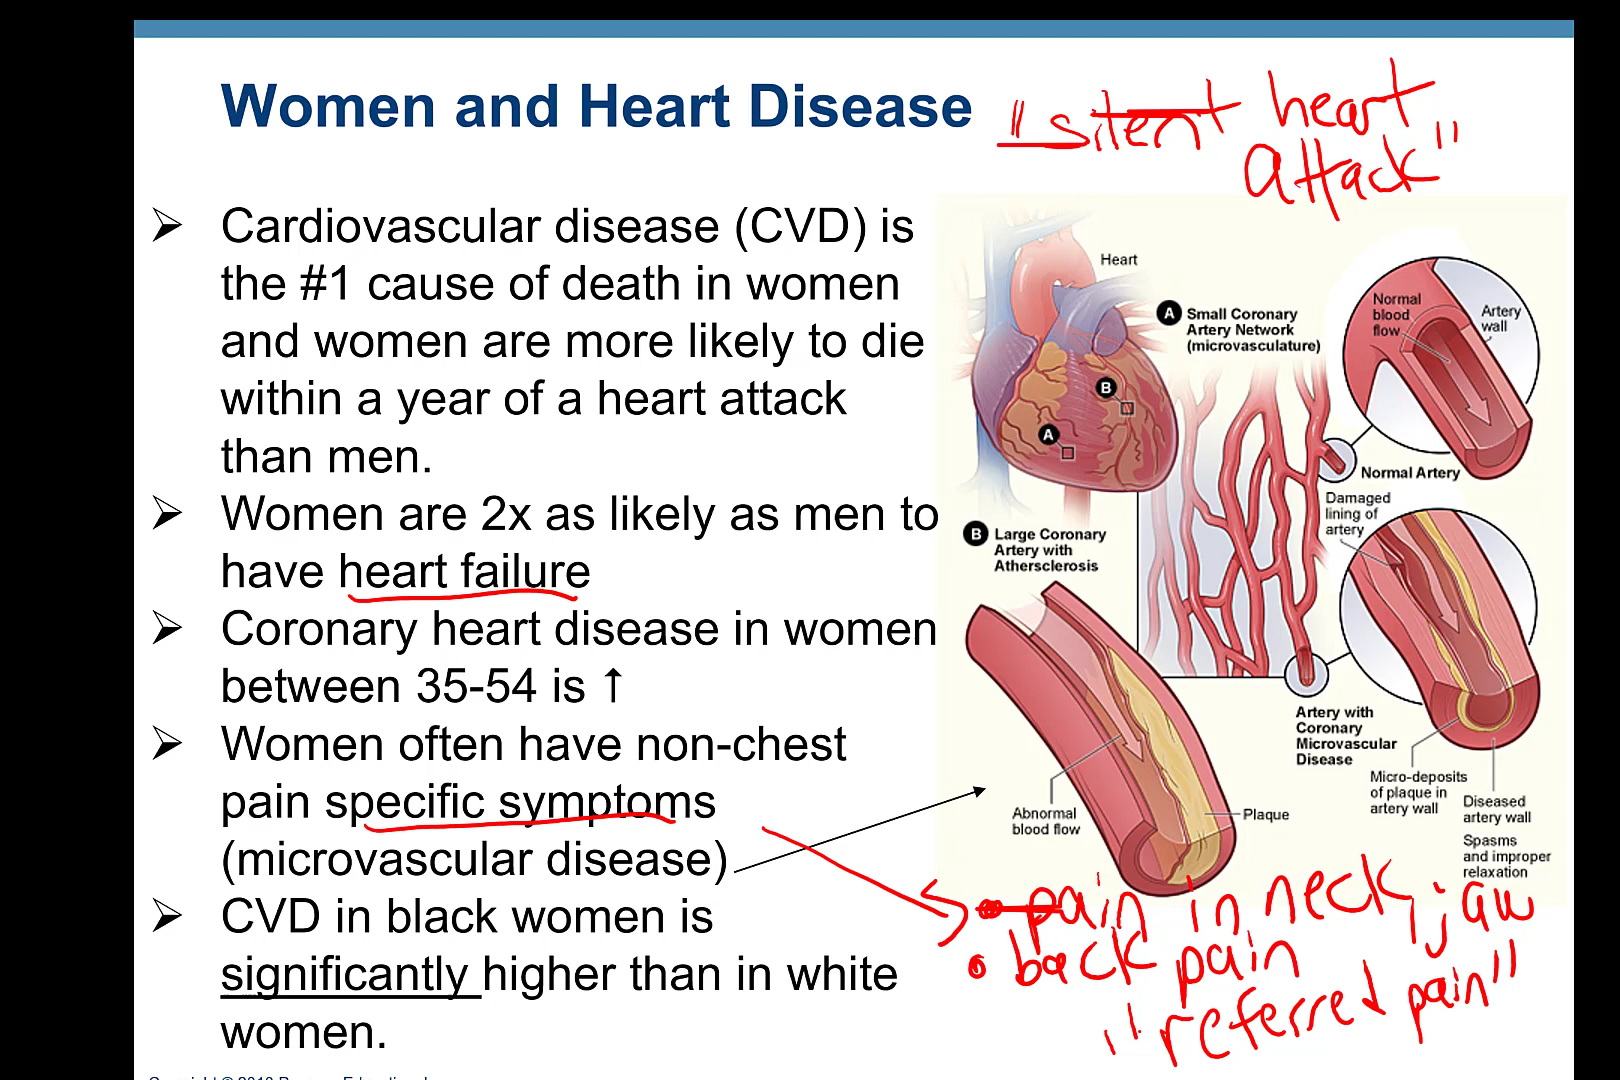 Women and Heart Disease
"silent heart
attack"
➢ Cardiovascular disease (CVD) is
the #1 cause of death in women
and women are more likely to die
within a year of a heart attack
than men.
➢ Women are 2x as likely as men to
have heart failure
➢ Coronary heart disease in women
between 35-54 is ↑
➢ Women often have non-chest
pain specific symptoms
(microvascular disease)
➢ CVD in black women is
significantly higher than in white
women.
Heart
A Small Coronary
Artery Network
(microvasculature)
Normal
blood
flow
Artery
wall
B
A
Normal Artery
Damaged
lining of
artery
B Large Coronary
Artery with
Athersclerosis
Artery with
Coronary
Microvascular
Disease
Micro-deposits
of plaque in
artery wall
Diseased
artery wall
Spasms
and improper
relaxation
Abnormal
blood flow
Plaque
• pain in neck, jaw
• back pain
"referred pain"